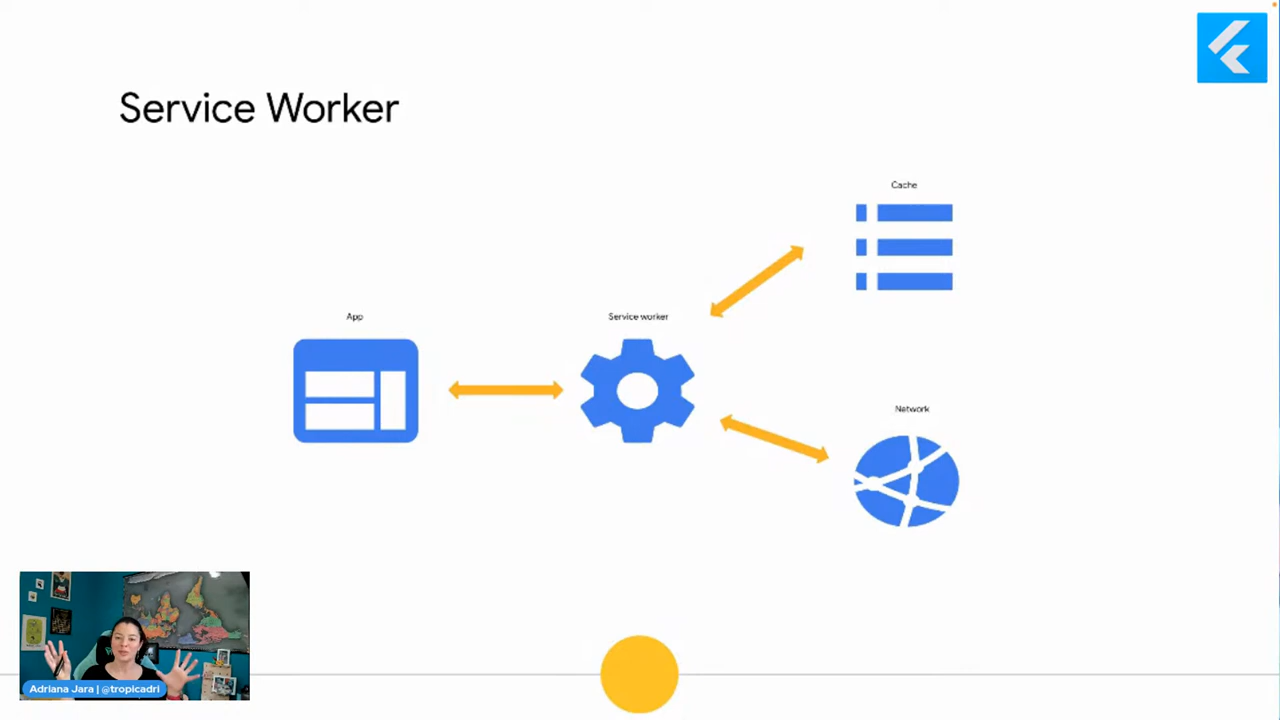 Service Worker
Cache
App
Service worker
Network
Adriana Jara | @tropicadri